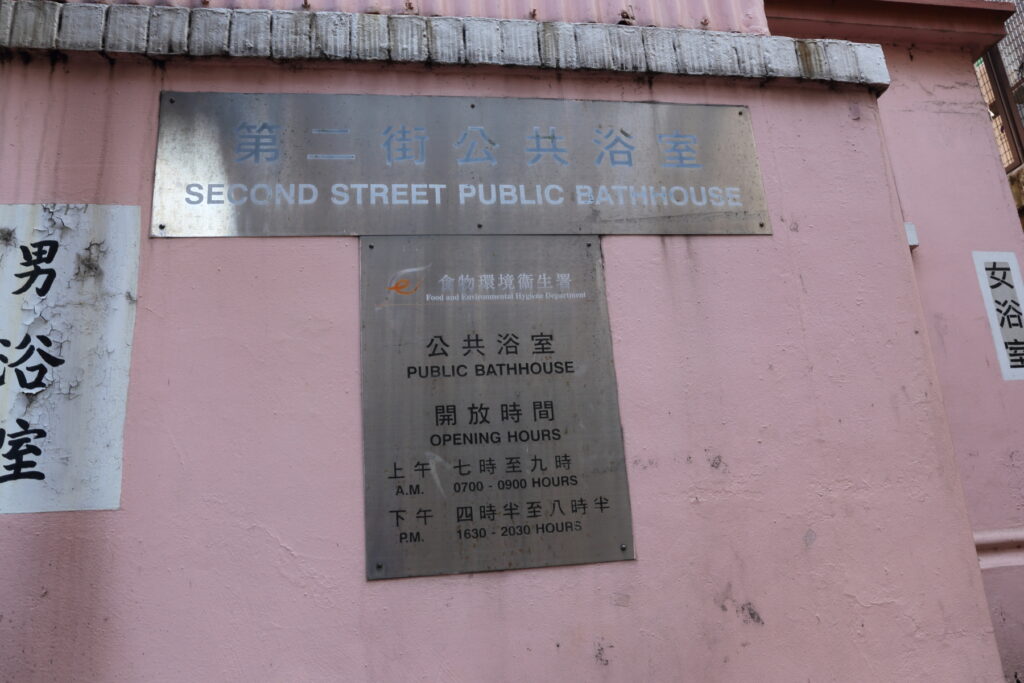 第二街公共浴室
SECOND STREET PUBLIC BATHHOUSE
男浴室
食物環境衞生署
Food and Environmental Hygiene Department
公共浴室
PUBLIC BATHHOUSE
開放時間
OPENING HOURS
上午 七時至九時
A.M. 0700 - 0900 HOURS
下午 四時半至八時半
P.M. 1630 - 2030 HOURS
女浴室